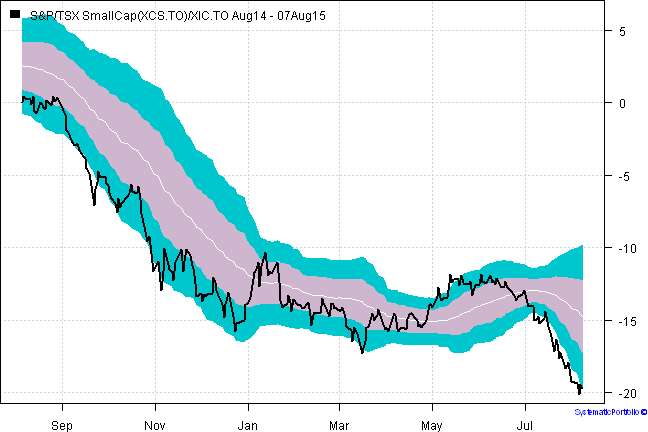 S&P/TSX SmallCap(XCS.TO)/XIC.TO Aug14 - 07Aug15
5
0
-5
-10
-15
-20
SystematicPortfolio ©
Sep Nov Jan Mar May Jul